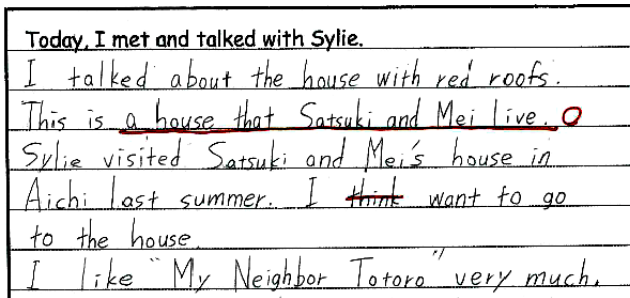 Today, I met and talked with Sylie.
I talked about the house with red roofs.
This is a house that Satsuki and Mei live.
Sylie visited Satsuki and Mei's house in
Aichi last summer. I think want to go
to the house.
I like "My Neighbor Totoro" very much.